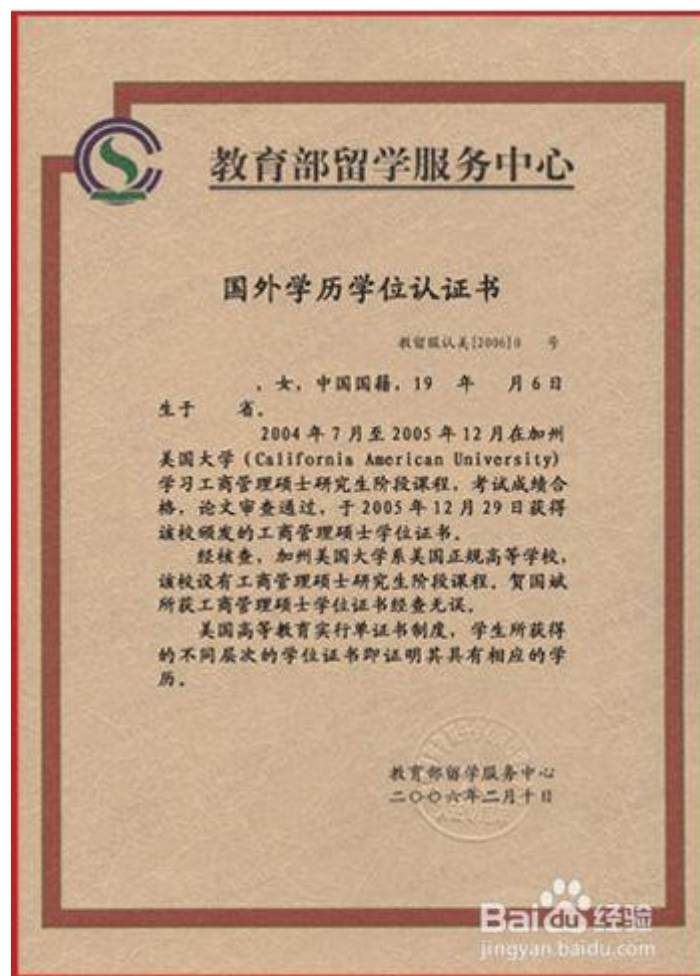 教育部留学服务中心
国外学历学位认证书
教留服认美[2006]0 号
，女，中国国籍，19 年 月6日
生于 省。
2004年7月至2005年12月在加州
美国大学(California American University)
学习工商管理硕士研究生阶段课程，考试成绩合
格，论文审查通过，于2005年12月29日获得
该校颁发的工商管理硕士学位证书。
经核查，加州美国大学系美国正规高等学校，
该校设有工商管理硕士研究生阶段课程。贺国斌
所获工商管理硕士学位证书经查无误。
美国高等教育实行单证书制度，学生所获得
的不同层次的学位证书即证明其具有相应的学
历。
教育部留学服务中心
二〇〇六年二月十日
Bai du 经验
jingyan.baidu.com